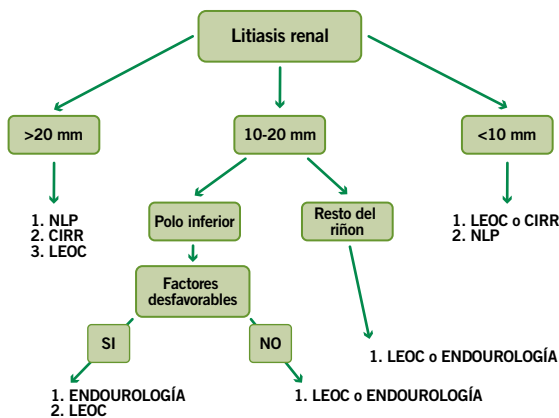 Litiasis renal
>20 mm
10-20 mm
<10 mm
1. NLP
2. CIRR
3. LEOC
Polo inferior
Resto del
riñon
1. LEOC o CIRR
2. NLP
Factores
desfavorables
SI
NO
1. LEOC o ENDOUROLOGÍA
1. ENDOUROLOGÍA
2. LEOC
1. LEOC o ENDOUROLOGÍA